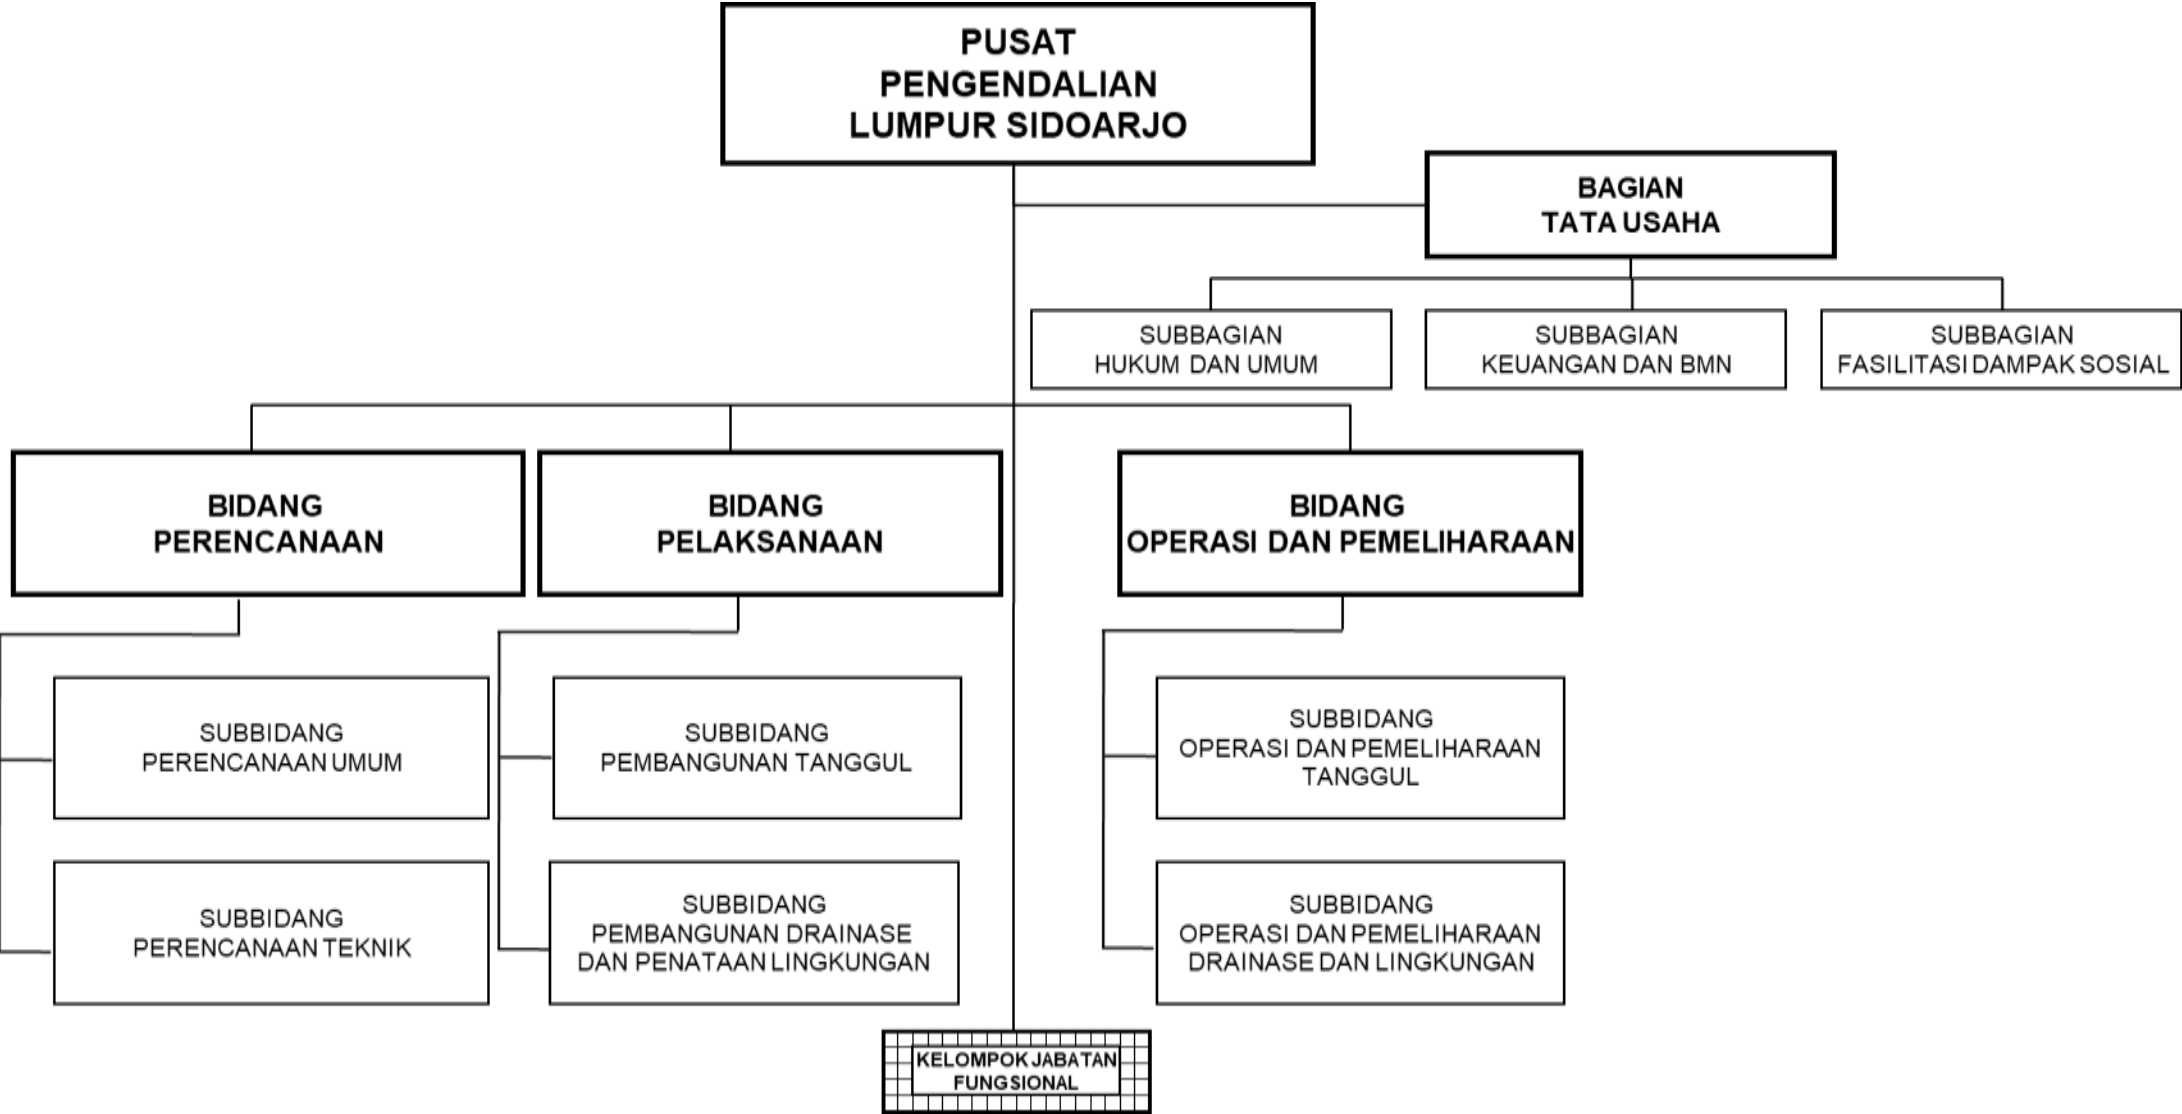 PUSAT
PENGENDALIAN
LUMPUR SIDOARJO
BAGIAN
TATA USAHA
SUBBAGIAN
HUKUM DAN UMUM
SUBBAGIAN
KEUANGAN DAN BMN
SUBBAGIAN
FASILITASI DAMPAK SOSIAL
BIDANG
PERENCANAAN
BIDANG
PELAKSANAAN
BIDANG
OPERASI DAN PEMELIHARAAN
SUBBIDANG
PERENCANAAN UMUM
SUBBIDANG
PEMBANGUNAN TANGGUL
SUBBIDANG
OPERASI DAN PEMELIHARAAN
TANGGUL
SUBBIDANG
PERENCANAAN TEKNIK
SUBBIDANG
PEMBANGUNAN DRAINASE
DAN PENATAAN LINGKUNGAN
SUBBIDANG
OPERASI DAN PEMELIHARAAN
DRAINASE DAN LINGKUNGAN
KELOMPOK JABATAN
FUNGSIONAL